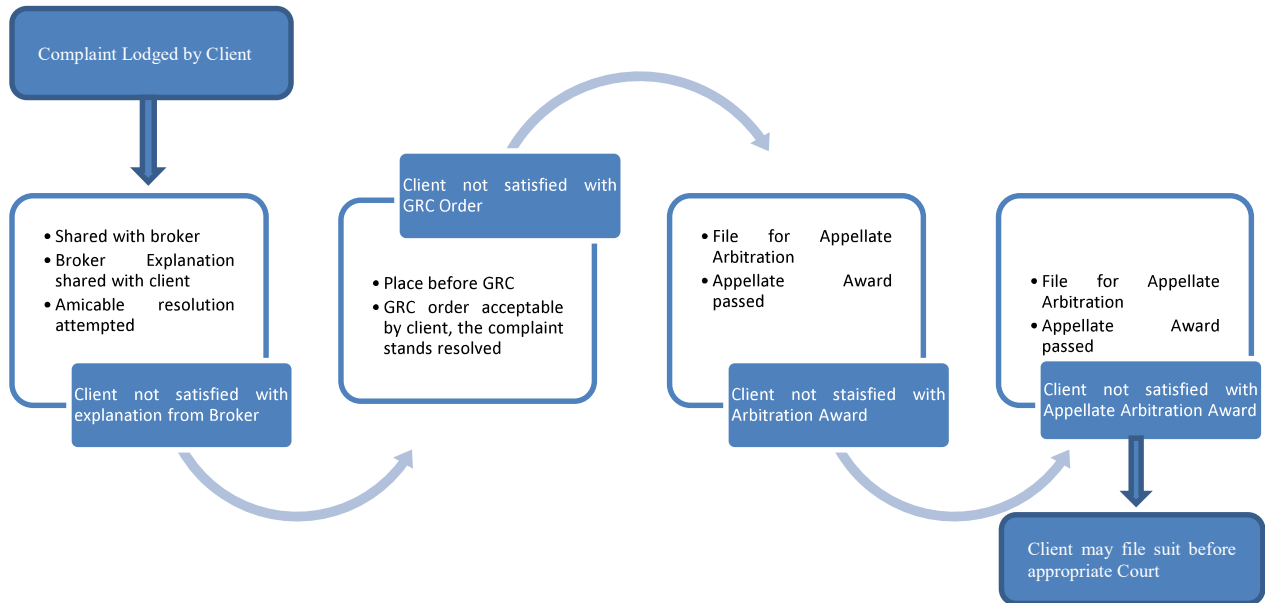 Complaint Lodged by Client
• Shared with broker
• Broker Explanation
shared with client
• Amicable resolution
attempted
Client not satisfied with
explanation from Broker
Client not satisfied with
GRC Order
• Place before GRC
• GRC order acceptable
by client, the complaint
stands resolved
• File for Appellate
Arbitration
• Appellate Award
passed
Client not staisfied with
Arbitration Award
• File for Appellate
Arbitration
• Appellate Award
passed
Client not satisfied with
Appellate Arbitration Award
Client may file suit before
appropriate Court